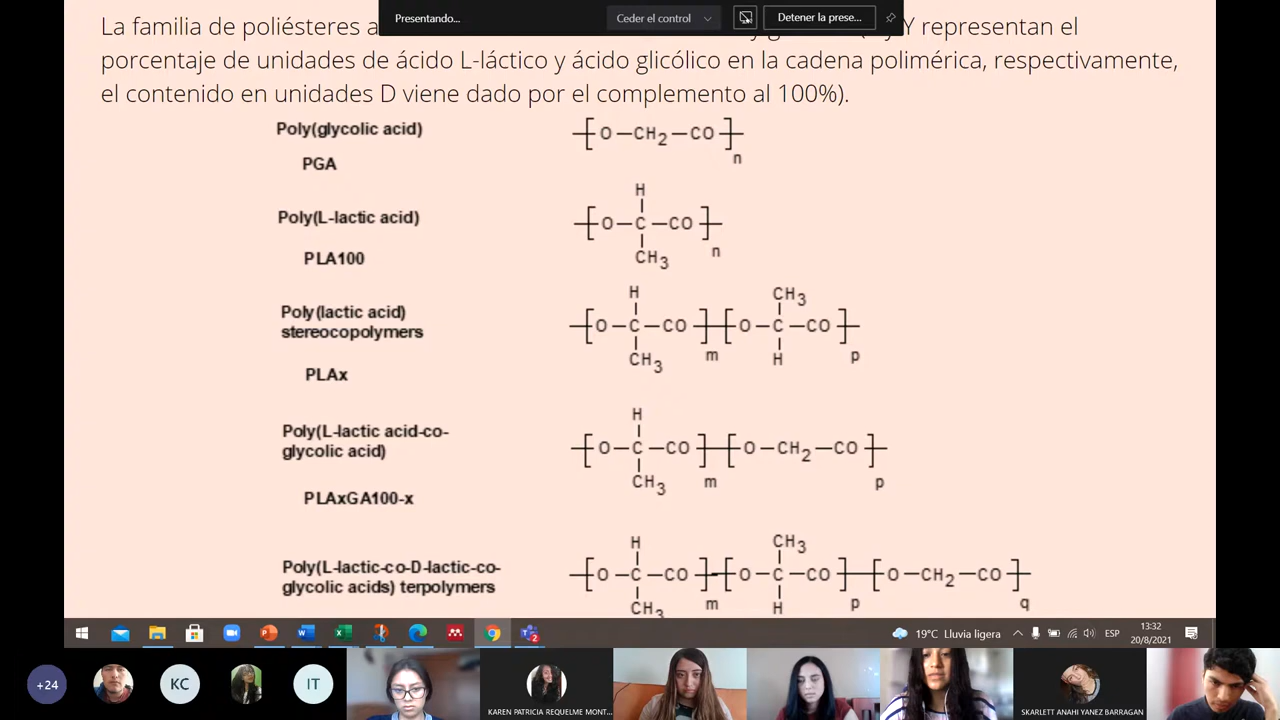 Presentando...
Ceder el control
Detener la prese...
La familia de poliésteres
Y representan el
porcentaje de unidades de ácido L-láctico y ácido glicólico en la cadena polimérica, respectivamente,
el contenido en unidades D viene dado por el complemento al 100%).
Poly(glycolic acid)
PGA
O—CH2—CO
n
Poly(L-lactic acid)
PLA100
H
O—C—CO
CH3
n
Poly(lactic acid)
stereocopolymers
PLAx
H CH3
O—C—CO O—C—CO
CH3 m H p
Poly(L-lactic acid-co-
glycolic acid)
PLAxGA100-x
H
O—C—CO O—CH2—CO
CH3 m p
Poly(L-lactic-co-D-lactic-co-
glycolic acids) terpolymers
H CH3
O—C—CO O—C—CO O—CH2—CO
CH3 m H p q
19°C Lluvia ligera
ESP
13:32
20/8/2021
+24
KC
IT
KAREN PATRICIA REQUELME MONT...
SKARLETT ANAHI YANEZ BARRAGAN